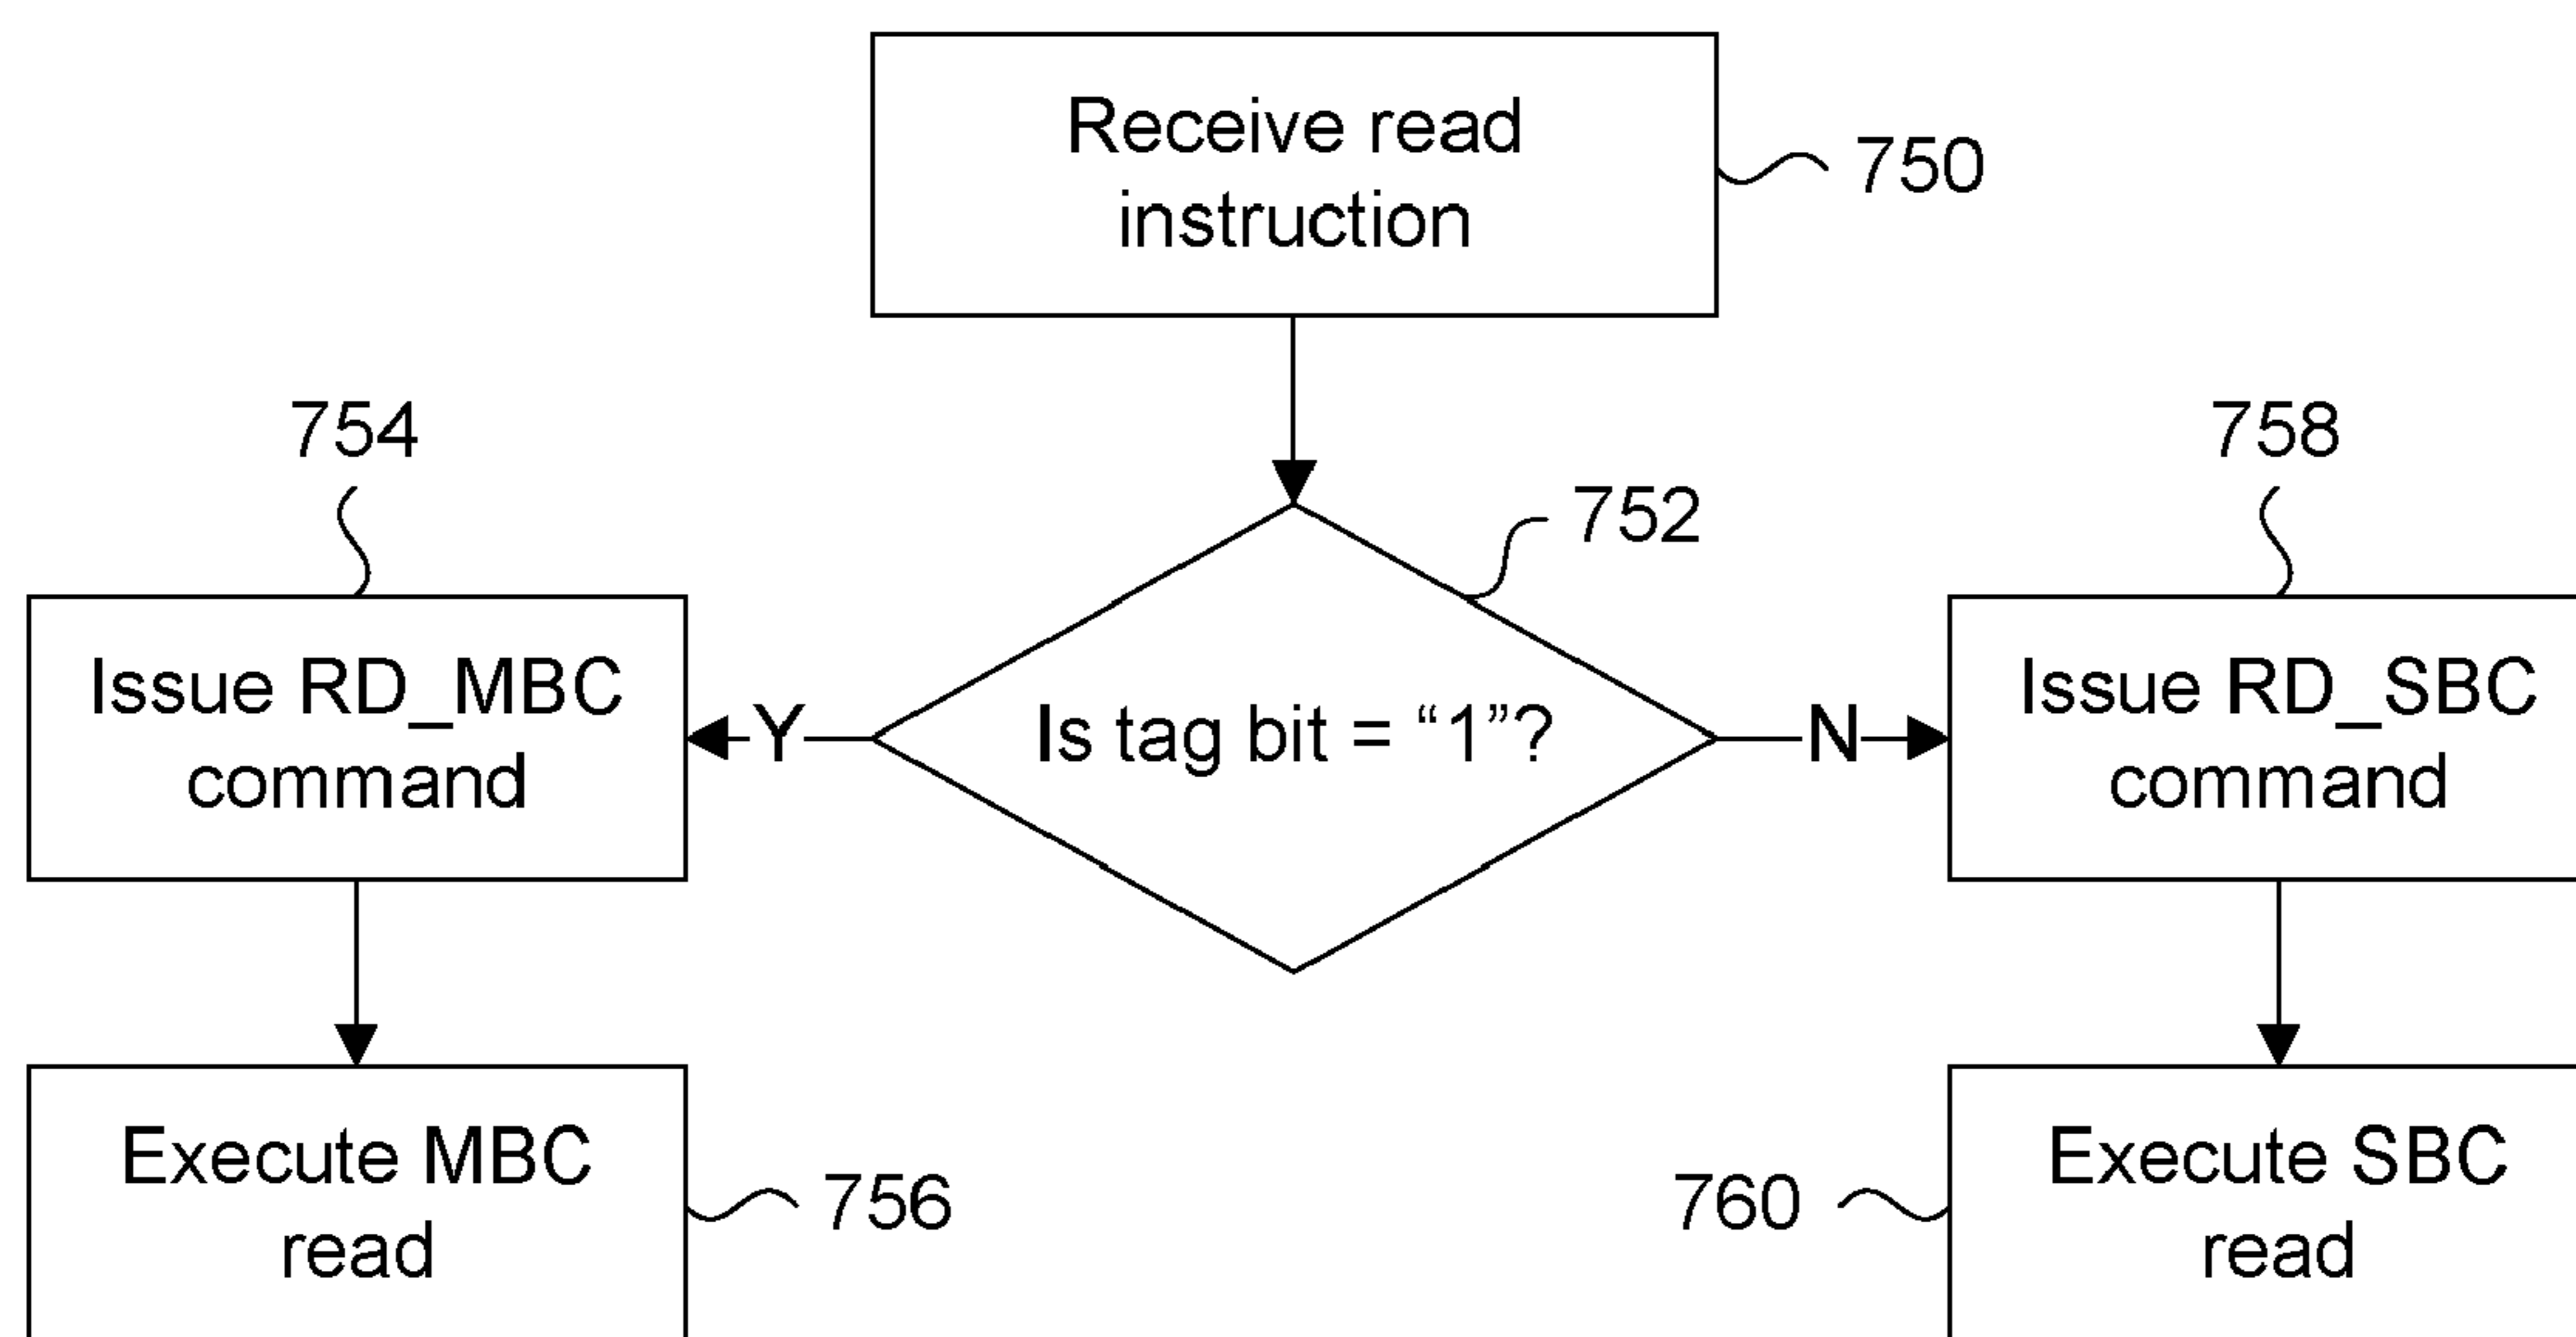 Receive read
instruction
750
754
758
752
Issue RD_MBC
command
Y
Is tag bit = “1”?
N
Issue RD_SBC
command
Execute MBC
read
756
760
Execute SBC
read